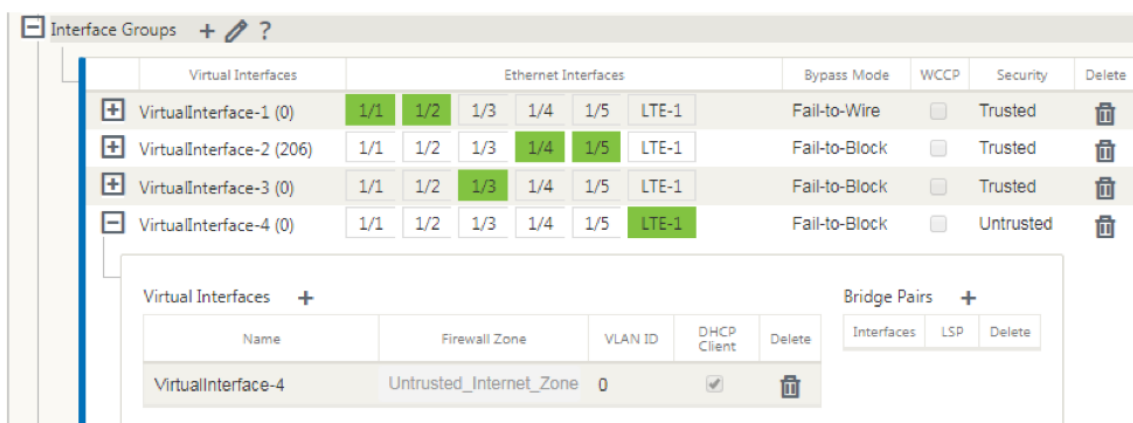 Interface Groups + ?
Virtual Interfaces Ethernet Interfaces Bypass Mode WCCP Security Delete
VirtualInterface-1 (0) 1/1 1/2 1/3 1/4 1/5 LTE-1 Fail-to-Wire Trusted
VirtualInterface-2 (206) 1/1 1/2 1/3 1/4 1/5 LTE-1 Fail-to-Block Trusted
VirtualInterface-3 (0) 1/1 1/2 1/3 1/4 1/5 LTE-1 Fail-to-Block Trusted
VirtualInterface-4 (0) 1/1 1/2 1/3 1/4 1/5 LTE-1 Fail-to-Block Untrusted
Virtual Interfaces + Bridge Pairs +
Name Firewall Zone VLAN ID DHCP Client Delete Interfaces LSP Delete
VirtualInterface-4 Untrusted_Internet_Zone 0